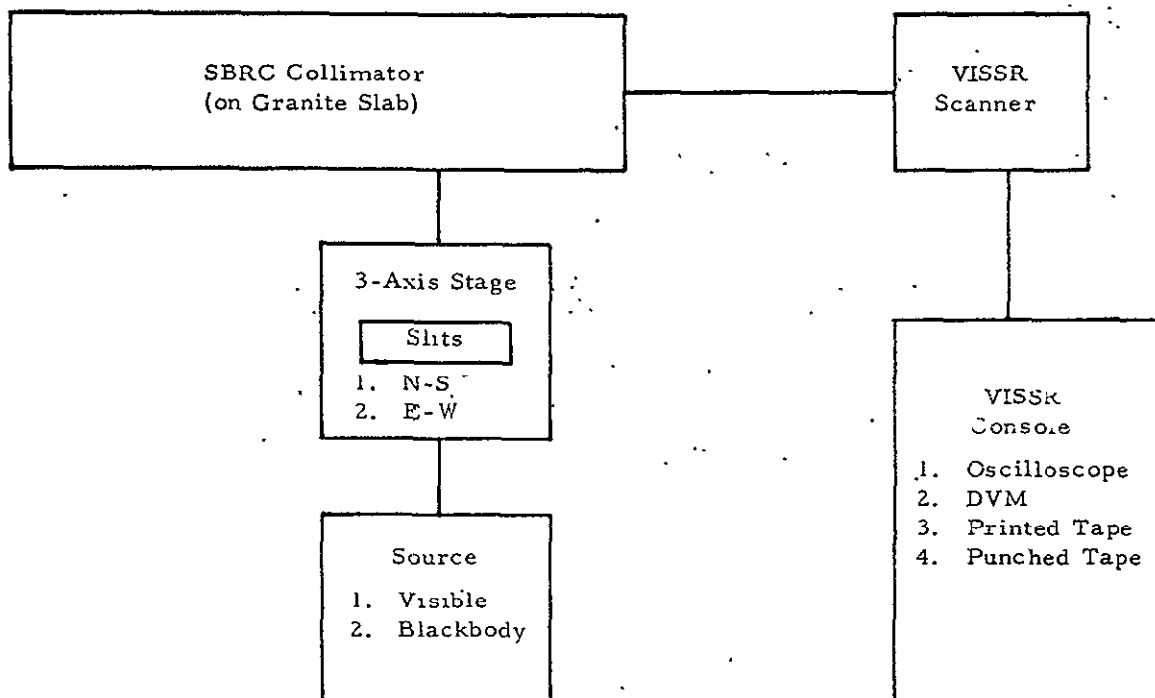 SBRC Collimator
(on Granite Slab)
VISSR
Scanner
3-Axis Stage
Slits
1. N-S
2. E-W
Source
1. Visible
2. Blackbody
VISSR
Console
1. Oscilloscope
2. DVM
3. Printed Tape
4. Punched Tape